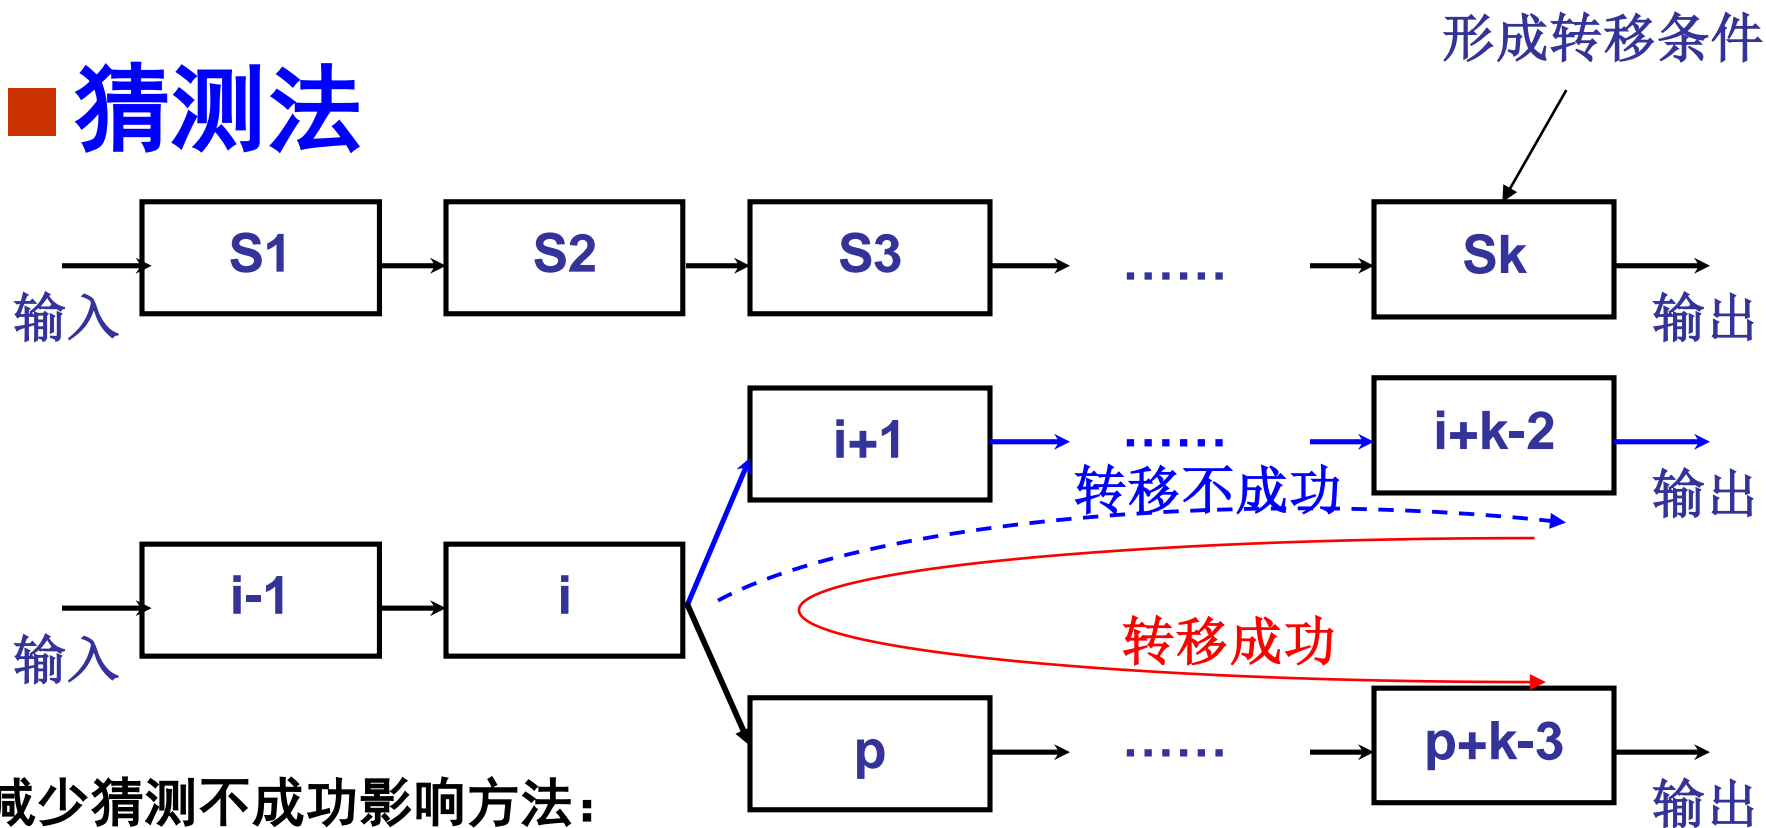 形成转移条件
猜测法
S1 S2 S3 …… Sk
输入 输出
i+1 …… i+k-2
转移不成功 输出
i-1 i
转移成功
输入
p …… p+k-3
减少猜测不成功影响方法：
输出